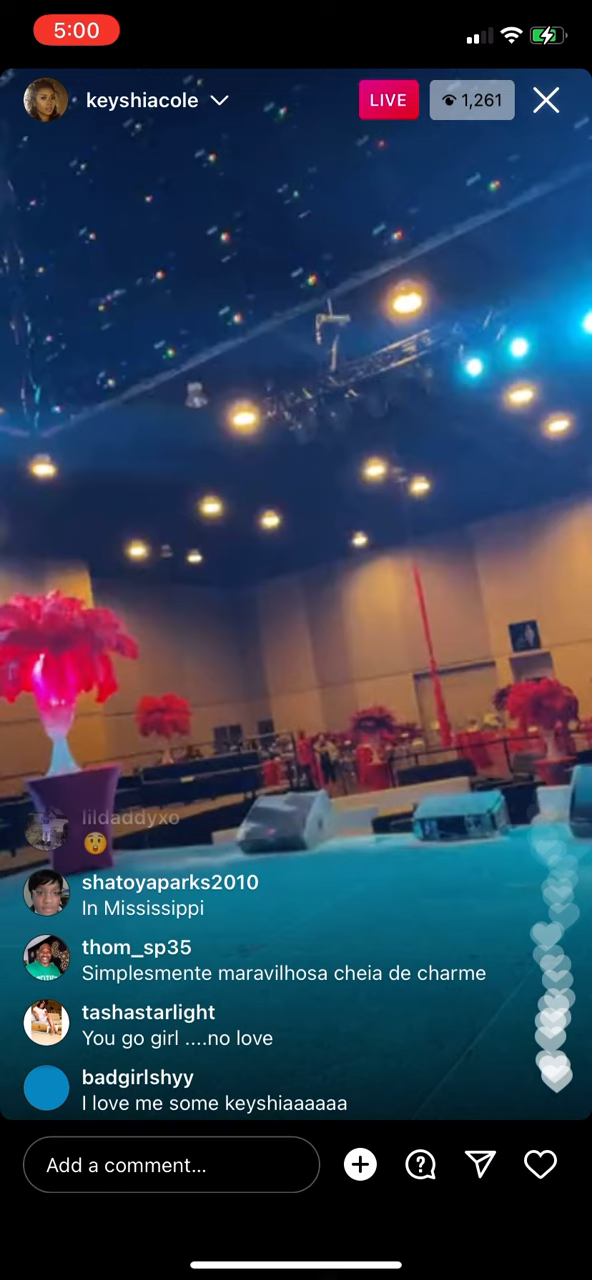 5:00
keyshiacole
LIVE
1,261
lildaddyxo
😲
shatoyaparks2010
In Mississippi
thom_sp35
Simplesmente maravilhosa cheia de charme
tashastarlight
You go girl ....no love
badgirlshyy
I love me some keyshiaaaaaa
Add a comment...